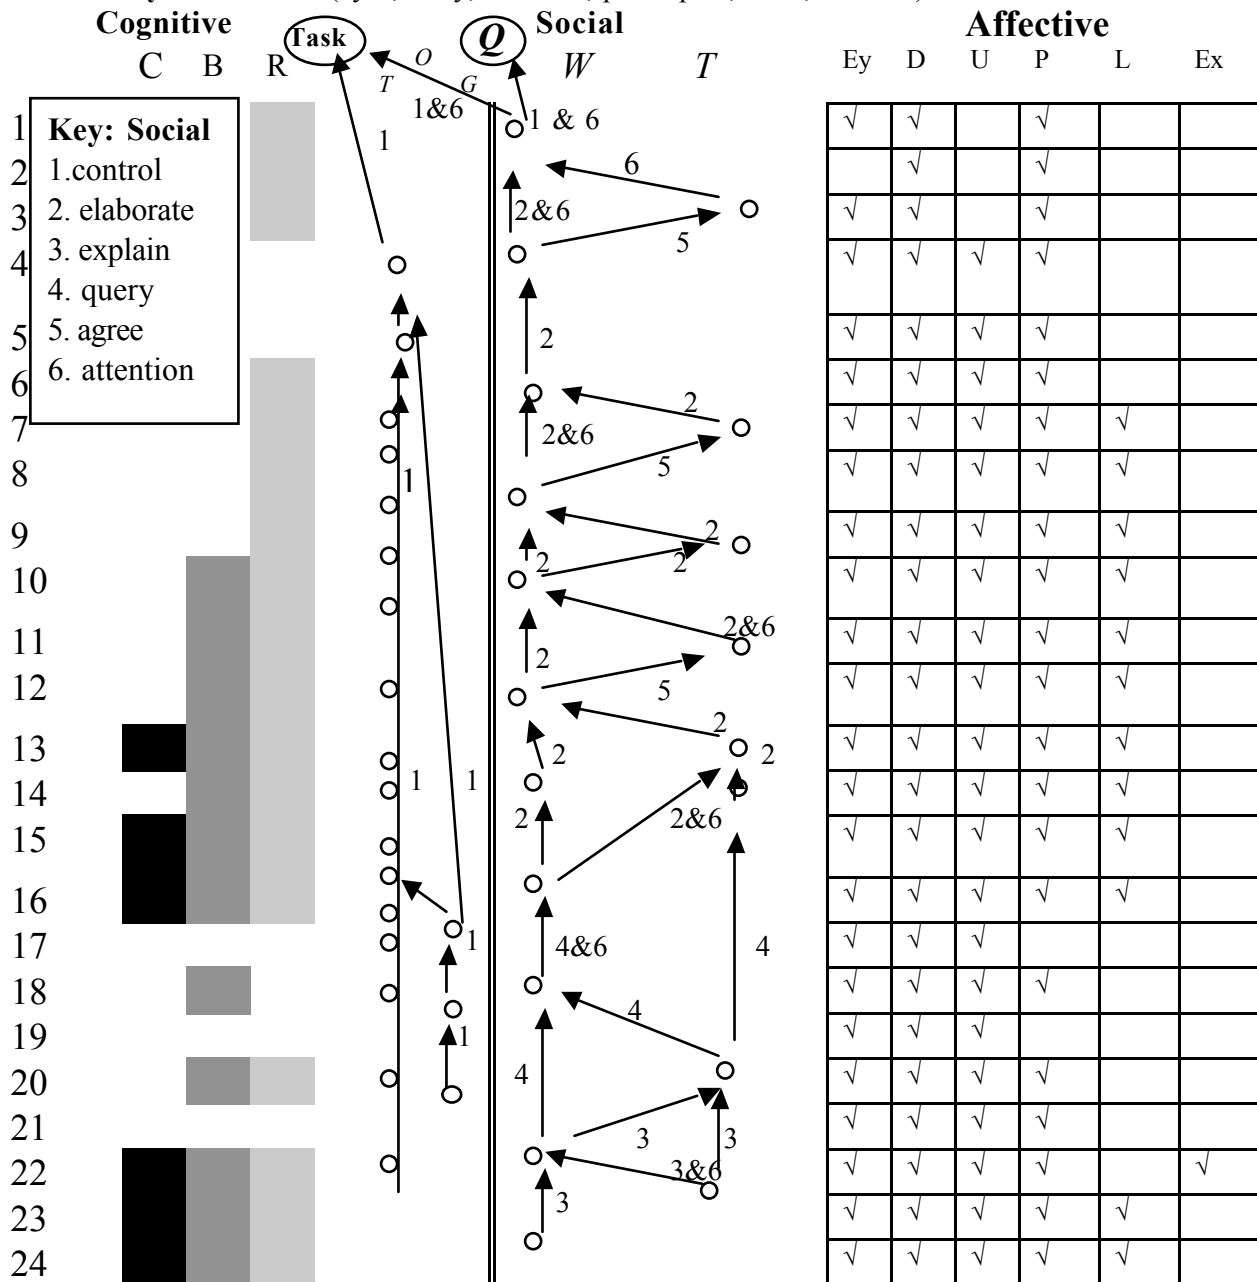 Cognitive Social Affective
Task Q
C B R T O G W T Ey D U P L Ex
Key: Social
1.control
2. elaborate
3. explain
4. query
5. agree
6. attention
1 1&6 1 & 6 √ √ √
2 1 6 √ √
3 2&6 5 √ √ √
4 √ √ √ √
5 2 √ √ √ √
6 2 √ √ √ √
7 2&6 √ √ √ √ √
8 1 5 √ √ √ √ √
9 2 √ √ √ √ √
10 2 2 √ √ √ √ √
11 2 2&6 √ √ √ √ √
12 5 √ √ √ √ √
13 2 2 2 √ √ √ √ √
14 1 1 √ √ √ √ √
15 2 2&6 √ √ √ √ √
16 √ √ √ √ √
17 1 4&6 4 √ √ √
18 4 √ √ √ √
19 1 √ √ √
20 4 √ √ √ √
21 3 3 √ √ √ √
22 3&6 √ √ √ √ √
23 3 √ √ √ √ √
24 √ √ √ √ √